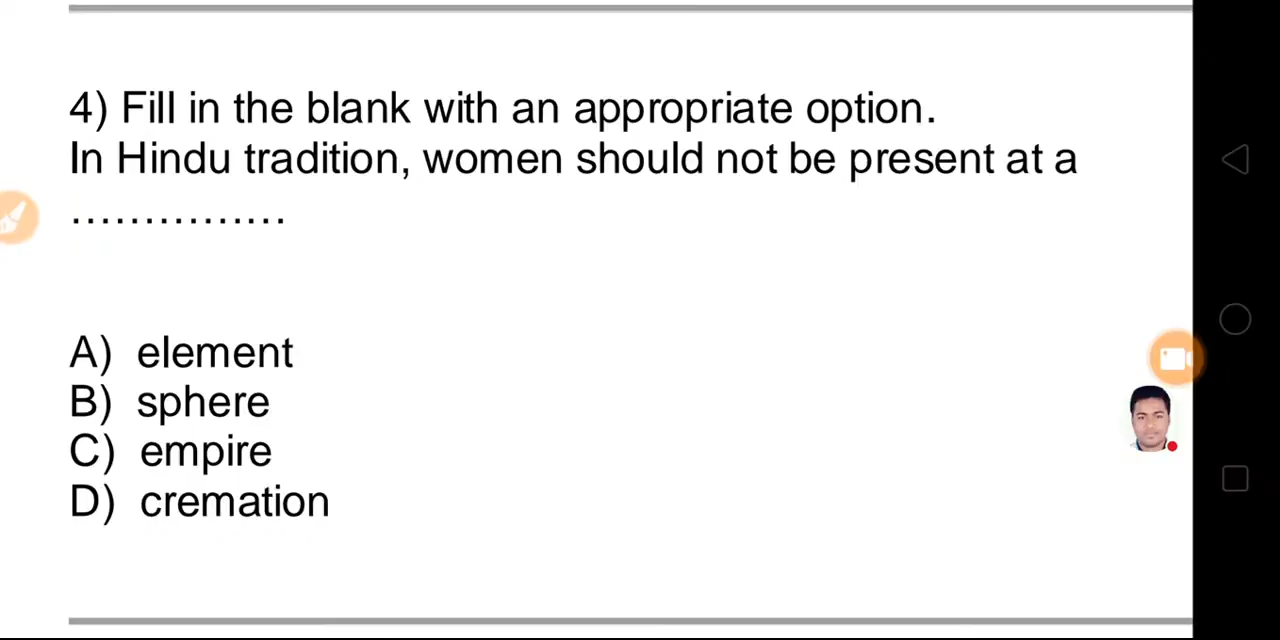 4) Fill in the blank with an appropriate option.
In Hindu tradition, women should not be present at a
...............
A) element
B) sphere
C) empire
D) cremation